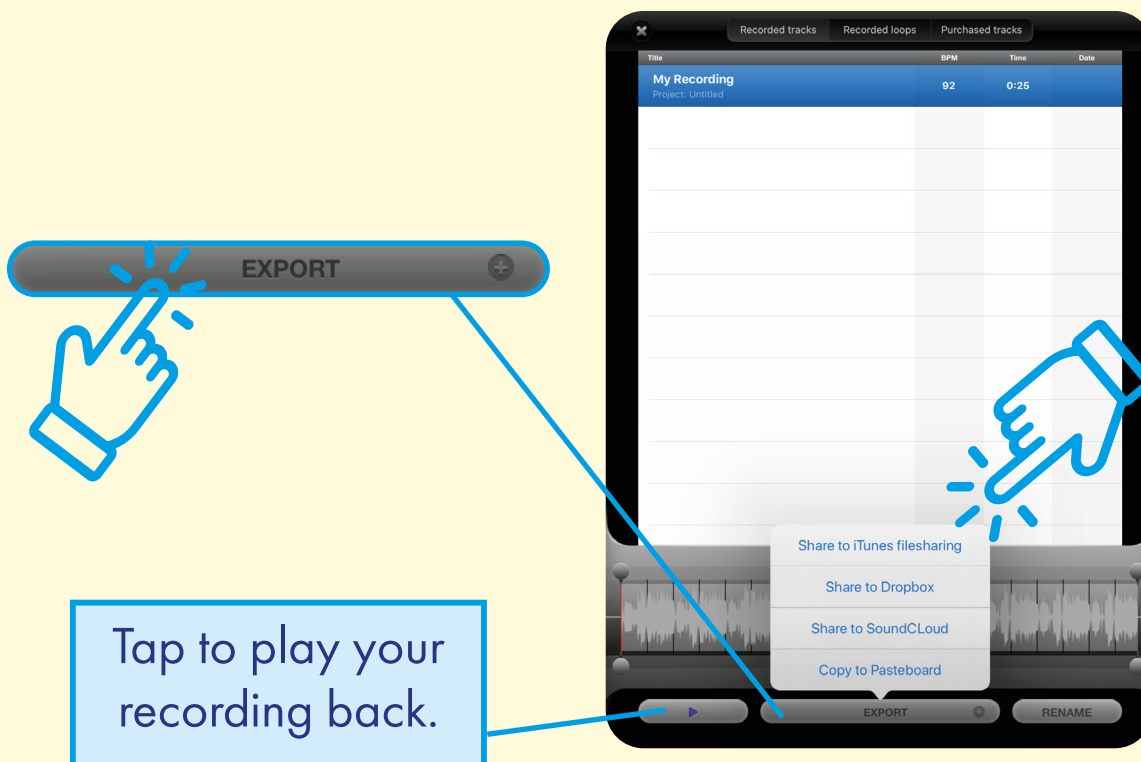 Recorded tracks Recorded loops Purchased tracks
Title BPM Time Date
My Recording 92 0:25
Project: Untitled
EXPORT
Share to iTunes filesharing
Share to Dropbox
Share to SoundCLoud
Copy to Pasteboard
Tap to play your
recording back.
EXPORT RENAME